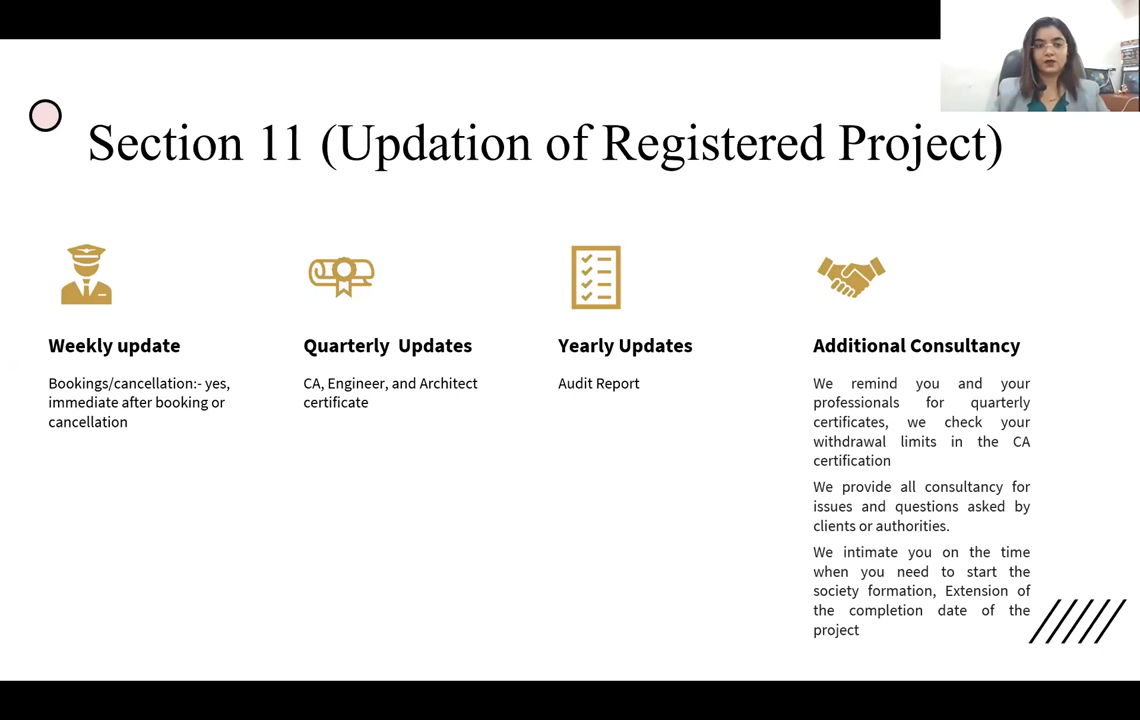 Section 11 (Updation of Registered Project)
Weekly update
Bookings/cancellation:- yes,
immediate after booking or
cancellation
Quarterly  Updates
CA, Engineer, and Architect
certificate
Yearly Updates
Audit Report
Additional Consultancy
We remind you and your
professionals for quarterly
certificates, we check your
withdrawal limits in the CA
certification
We provide all consultancy for
issues and questions asked by
clients or authorities.
We intimate you on the time
when you need to start the
society formation, Extension of
the completion date of the
project